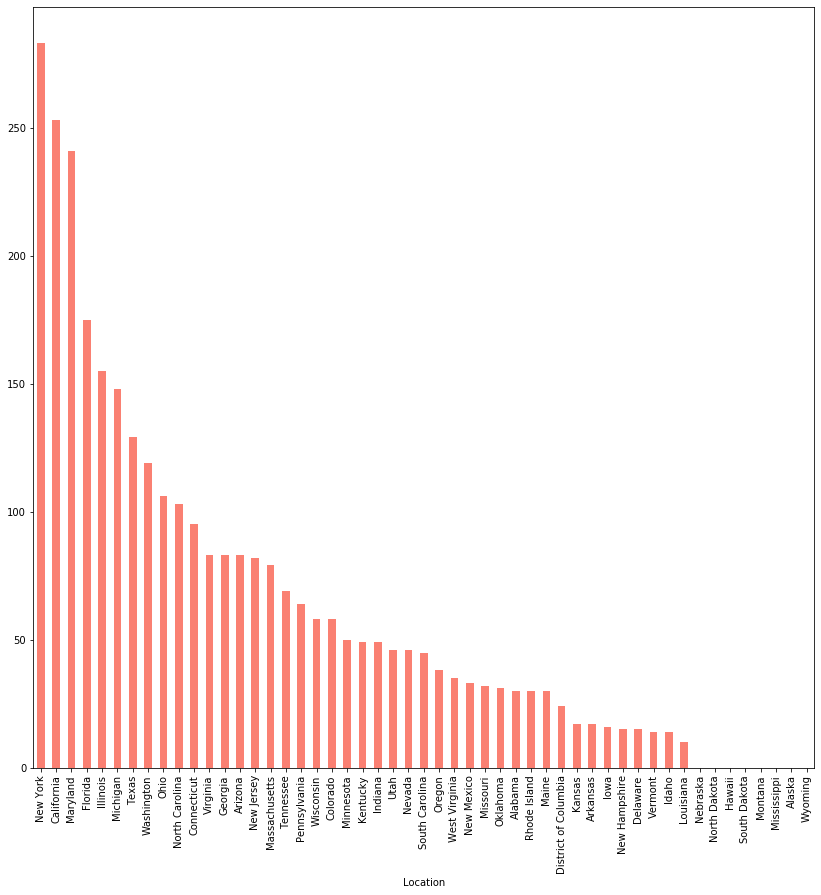 250
200
150
100
50
0
New York
California
Maryland
Florida
Illinois
Michigan
Texas
Washington
Ohio
North Carolina
Connecticut
Virginia
Georgia
Arizona
New Jersey
Massachusetts
Tennessee
Pennsylvania
Wisconsin
Colorado
Minnesota
Kentucky
Indiana
Utah
Nevada
South Carolina
Oregon
West Virginia
New Mexico
Missouri
Oklahoma
Alabama
Rhode Island
Maine
District of Columbia
Kansas
Arkansas
Iowa
New Hampshire
Delaware
Vermont
Idaho
Louisiana
Nebraska
North Dakota
Hawaii
South Dakota
Montana
Mississippi
Alaska
Wyoming
Location